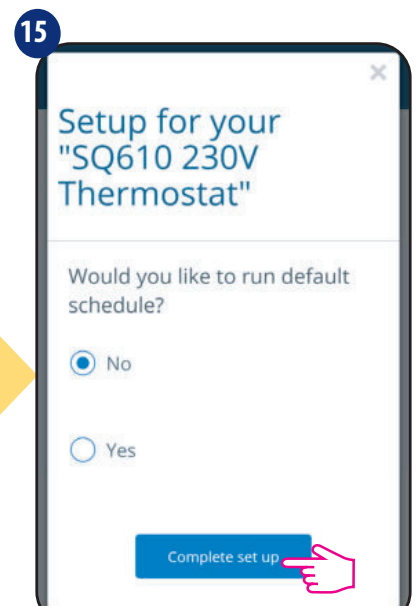 15
×
Setup for your
"SQ610 230V
Thermostat"
Would you like to run default
schedule?
No
Yes
Complete set up